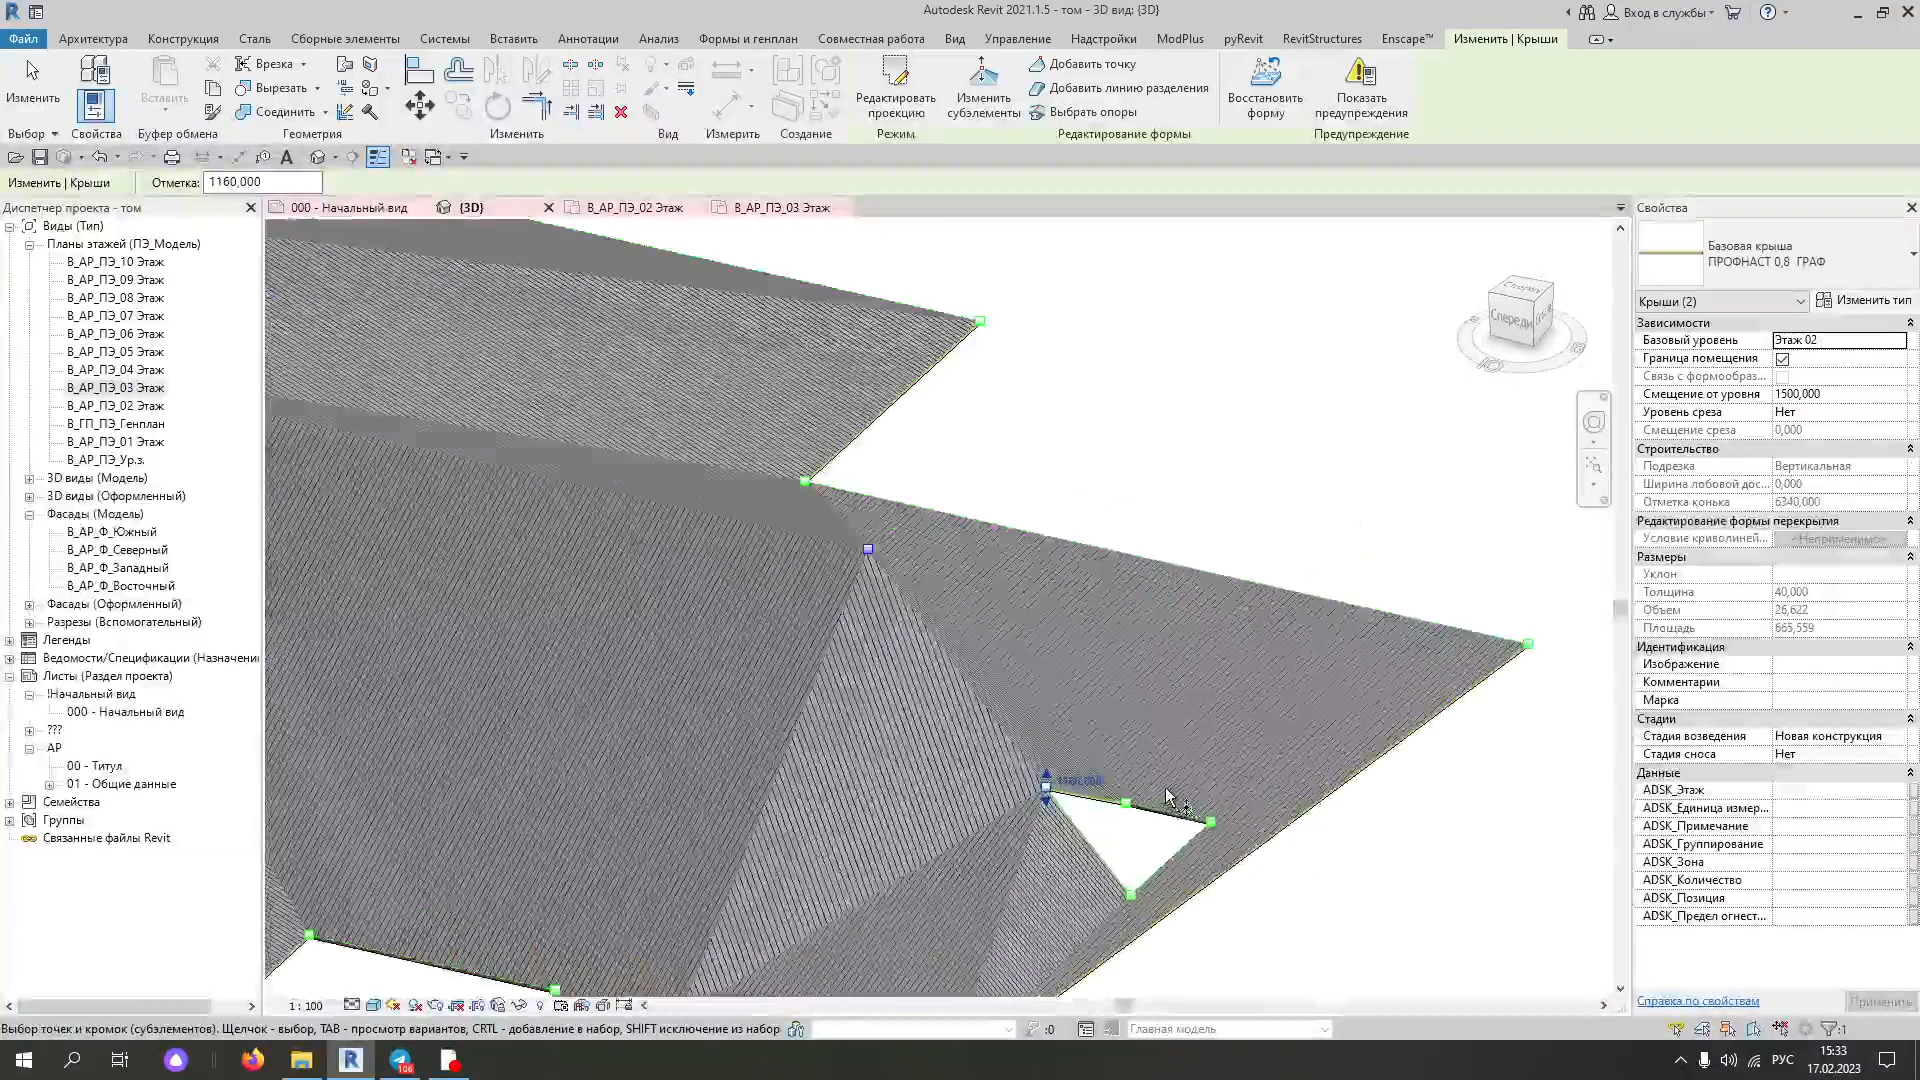 Autodesk Revit 2021.1.5 - том - 3D вид: {3D}
Вход в службы
Файл Архитектура Конструкция Сталь Сборные элементы Системы Вставить Аннотации Анализ Формы и генплан Совместная работа Вид Управление Надстройки ModPlus pyRevit RevitStructures Enscape™ Изменить | Крыши
Изменить
Вставить
Врезка
Вырезать
Соединить
Редактировать проекцию
Изменить субэлементы
Добавить точку
Добавить линию разделения
Выбрать опоры
Восстановить форму
Показать предупреждения
Выбор Свойства Буфер обмена Геометрия Изменить Вид Измерить Создание Режим Редактирование формы Предупреждение
Изменить | Крыши Отметка: 1160,000
Диспетчер проекта - том
000 - Начальный вид {3D} В_АР_ПЭ_02 Этаж В_АР_ПЭ_03 Этаж
Виды (Тип)
Планы этажей (ПЭ_Модель)
В_АР_ПЭ_10 Этаж
В_АР_ПЭ_09 Этаж
В_АР_ПЭ_08 Этаж
В_АР_ПЭ_07 Этаж
В_АР_ПЭ_06 Этаж
В_АР_ПЭ_05 Этаж
В_АР_ПЭ_04 Этаж
В_АР_ПЭ_03 Этаж
В_АР_ПЭ_02 Этаж
В_ГП_ПЭ_Генплан
В_АР_ПЭ_01 Этаж
В_АР_ПЭ_Ур.з.
3D виды (Модель)
3D виды (Оформленный)
Фасады (Модель)
В_АР_Ф_Южный
В_АР_Ф_Северный
В_АР_Ф_Западный
В_АР_Ф_Восточный
Фасады (Оформленный)
Разрезы (Вспомогательный)
Легенды
Ведомости/Спецификации (Назначени
Листы (Раздел проекта)
!Начальный вид
000 - Начальный вид
???
АР
00 - Титул
01 - Общие данные
Семейства
Группы
Связанные файлы Revit
Спереди
1160,000
Свойства
Базовая крыша
ПРОФНАСТ 0,8 ГРАФ
Крыши (2) Изменить тип
Зависимости
Базовый уровень Этаж 02
Граница помещения
Связь с формообраз...
Смещение от уровня 1500,000
Уровень среза Нет
Смещение среза 0,000
Строительство
Подрезка Вертикальная
Ширина лобовой дос... 0,000
Отметка конька 6340,000
Редактирование формы перекрытия
Условие криволиней... <Неприменимо>
Размеры
Уклон
Толщина 40,000
Объем 26,622
Площадь 665,559
Идентификация
Изображение
Комментарии
Марка
Стадии
Стадия возведения Новая конструкция
Стадия сноса Нет
Данные
ADSK_Этаж
ADSK_Единица измер...
ADSK_Примечание
ADSK_Группирование
ADSK_Зона
ADSK_Количество
ADSK_Позиция
ADSK_Предел огнест...
Справка по свойствам Применить
1 : 100
Выбор точек и кромок (субэлементов). Щелчок - выбор, TAB - просмотр вариантов, CRTL - добавление в набор, SHIFT исключение из набор :0 Главная модель :1
106
РУС
15:33
17.02.2023